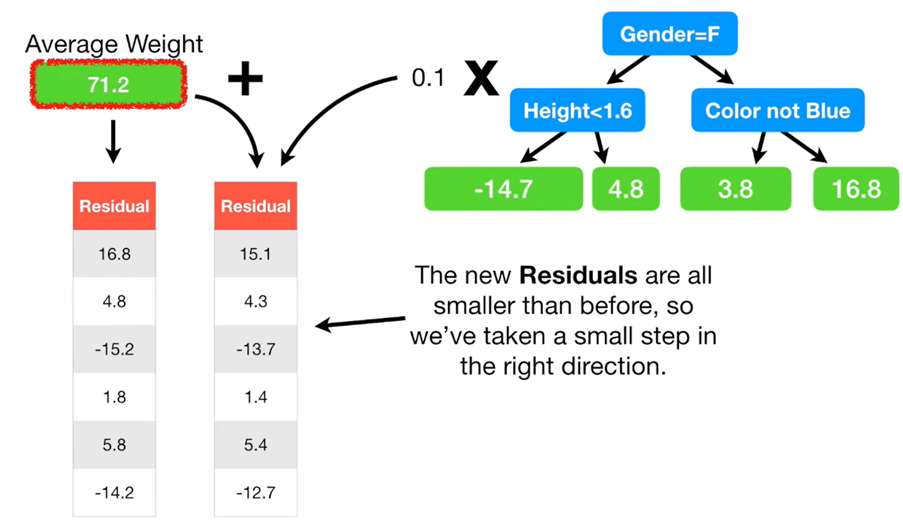 Average Weight
71.2
+
0.1
X
Gender=F
Height<1.6
Color not Blue
-14.7
4.8
3.8
16.8
Residual
16.8
4.8
-15.2
1.8
5.8
-14.2
Residual
15.1
4.3
-13.7
1.4
5.4
-12.7
The new Residuals are all
smaller than before, so
we’ve taken a small step in
the right direction.